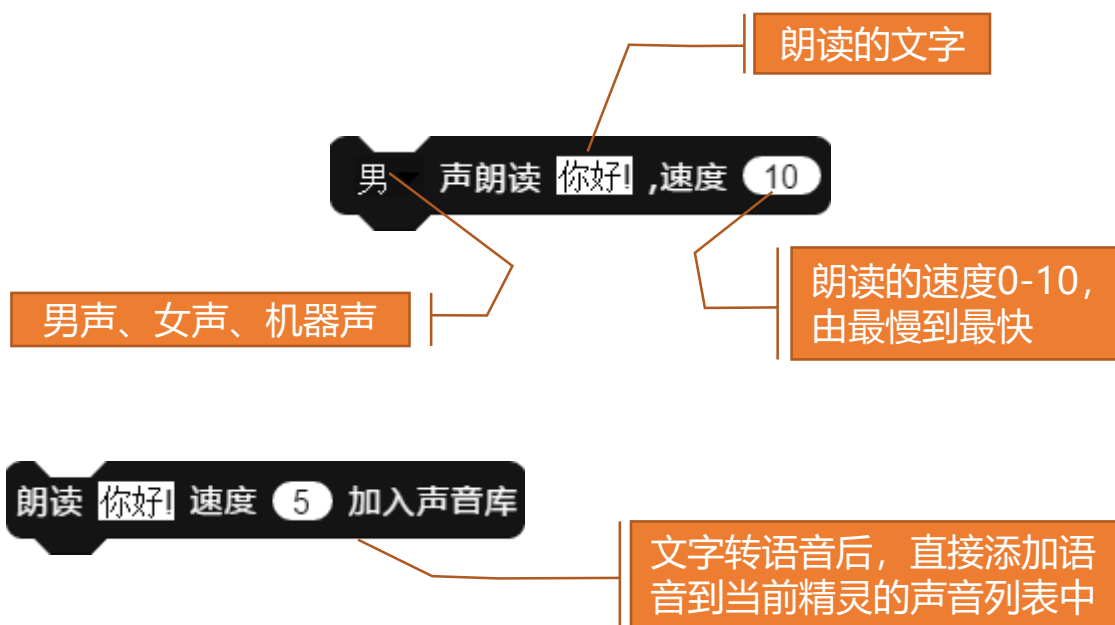 朗读的文字
男 声朗读 你好! ,速度 10
男声、女声、机器声
朗读的速度0-10，
由最慢到最快
朗读 你好! 速度 5 加入声音库
文字转语音后，直接添加语
音到当前精灵的声音列表中